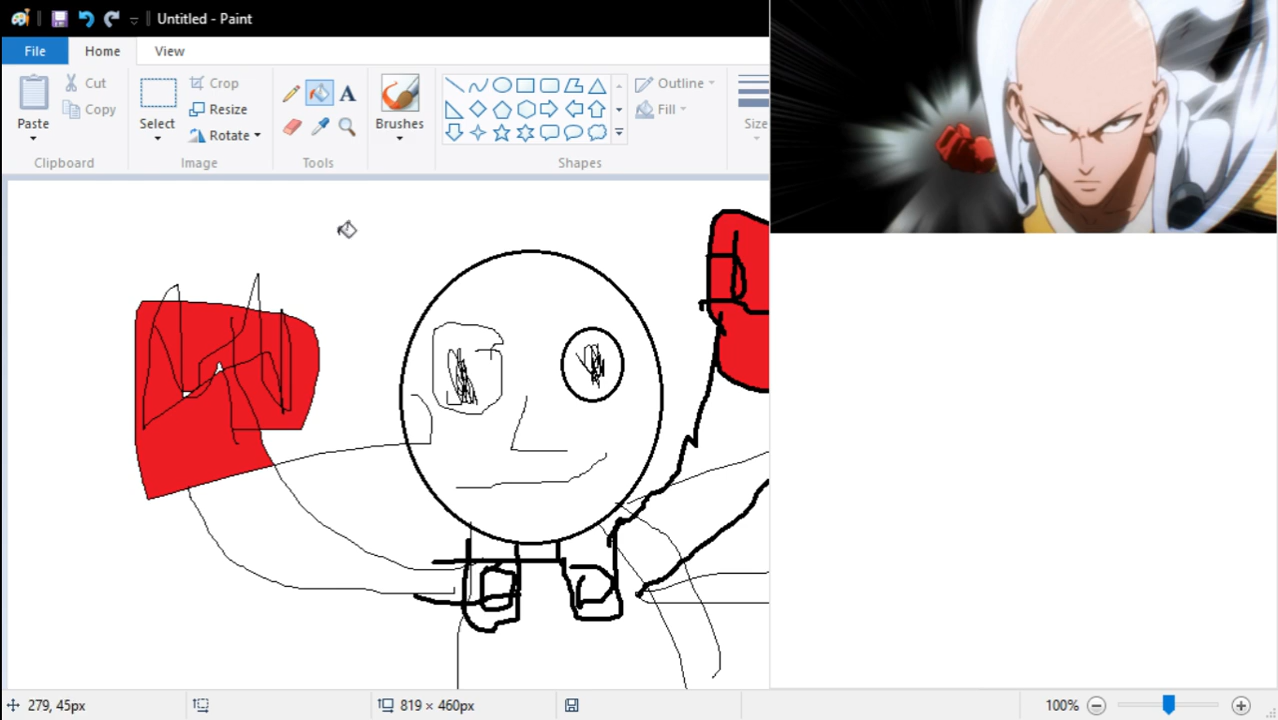 Untitled - Paint
File Home View
Paste
Cut
Copy
Clipboard
Select
Crop
Resize
Rotate
Image
Tools
Brushes
Outline
Fill
Shapes
Size
279, 45px
819 × 460px
100%